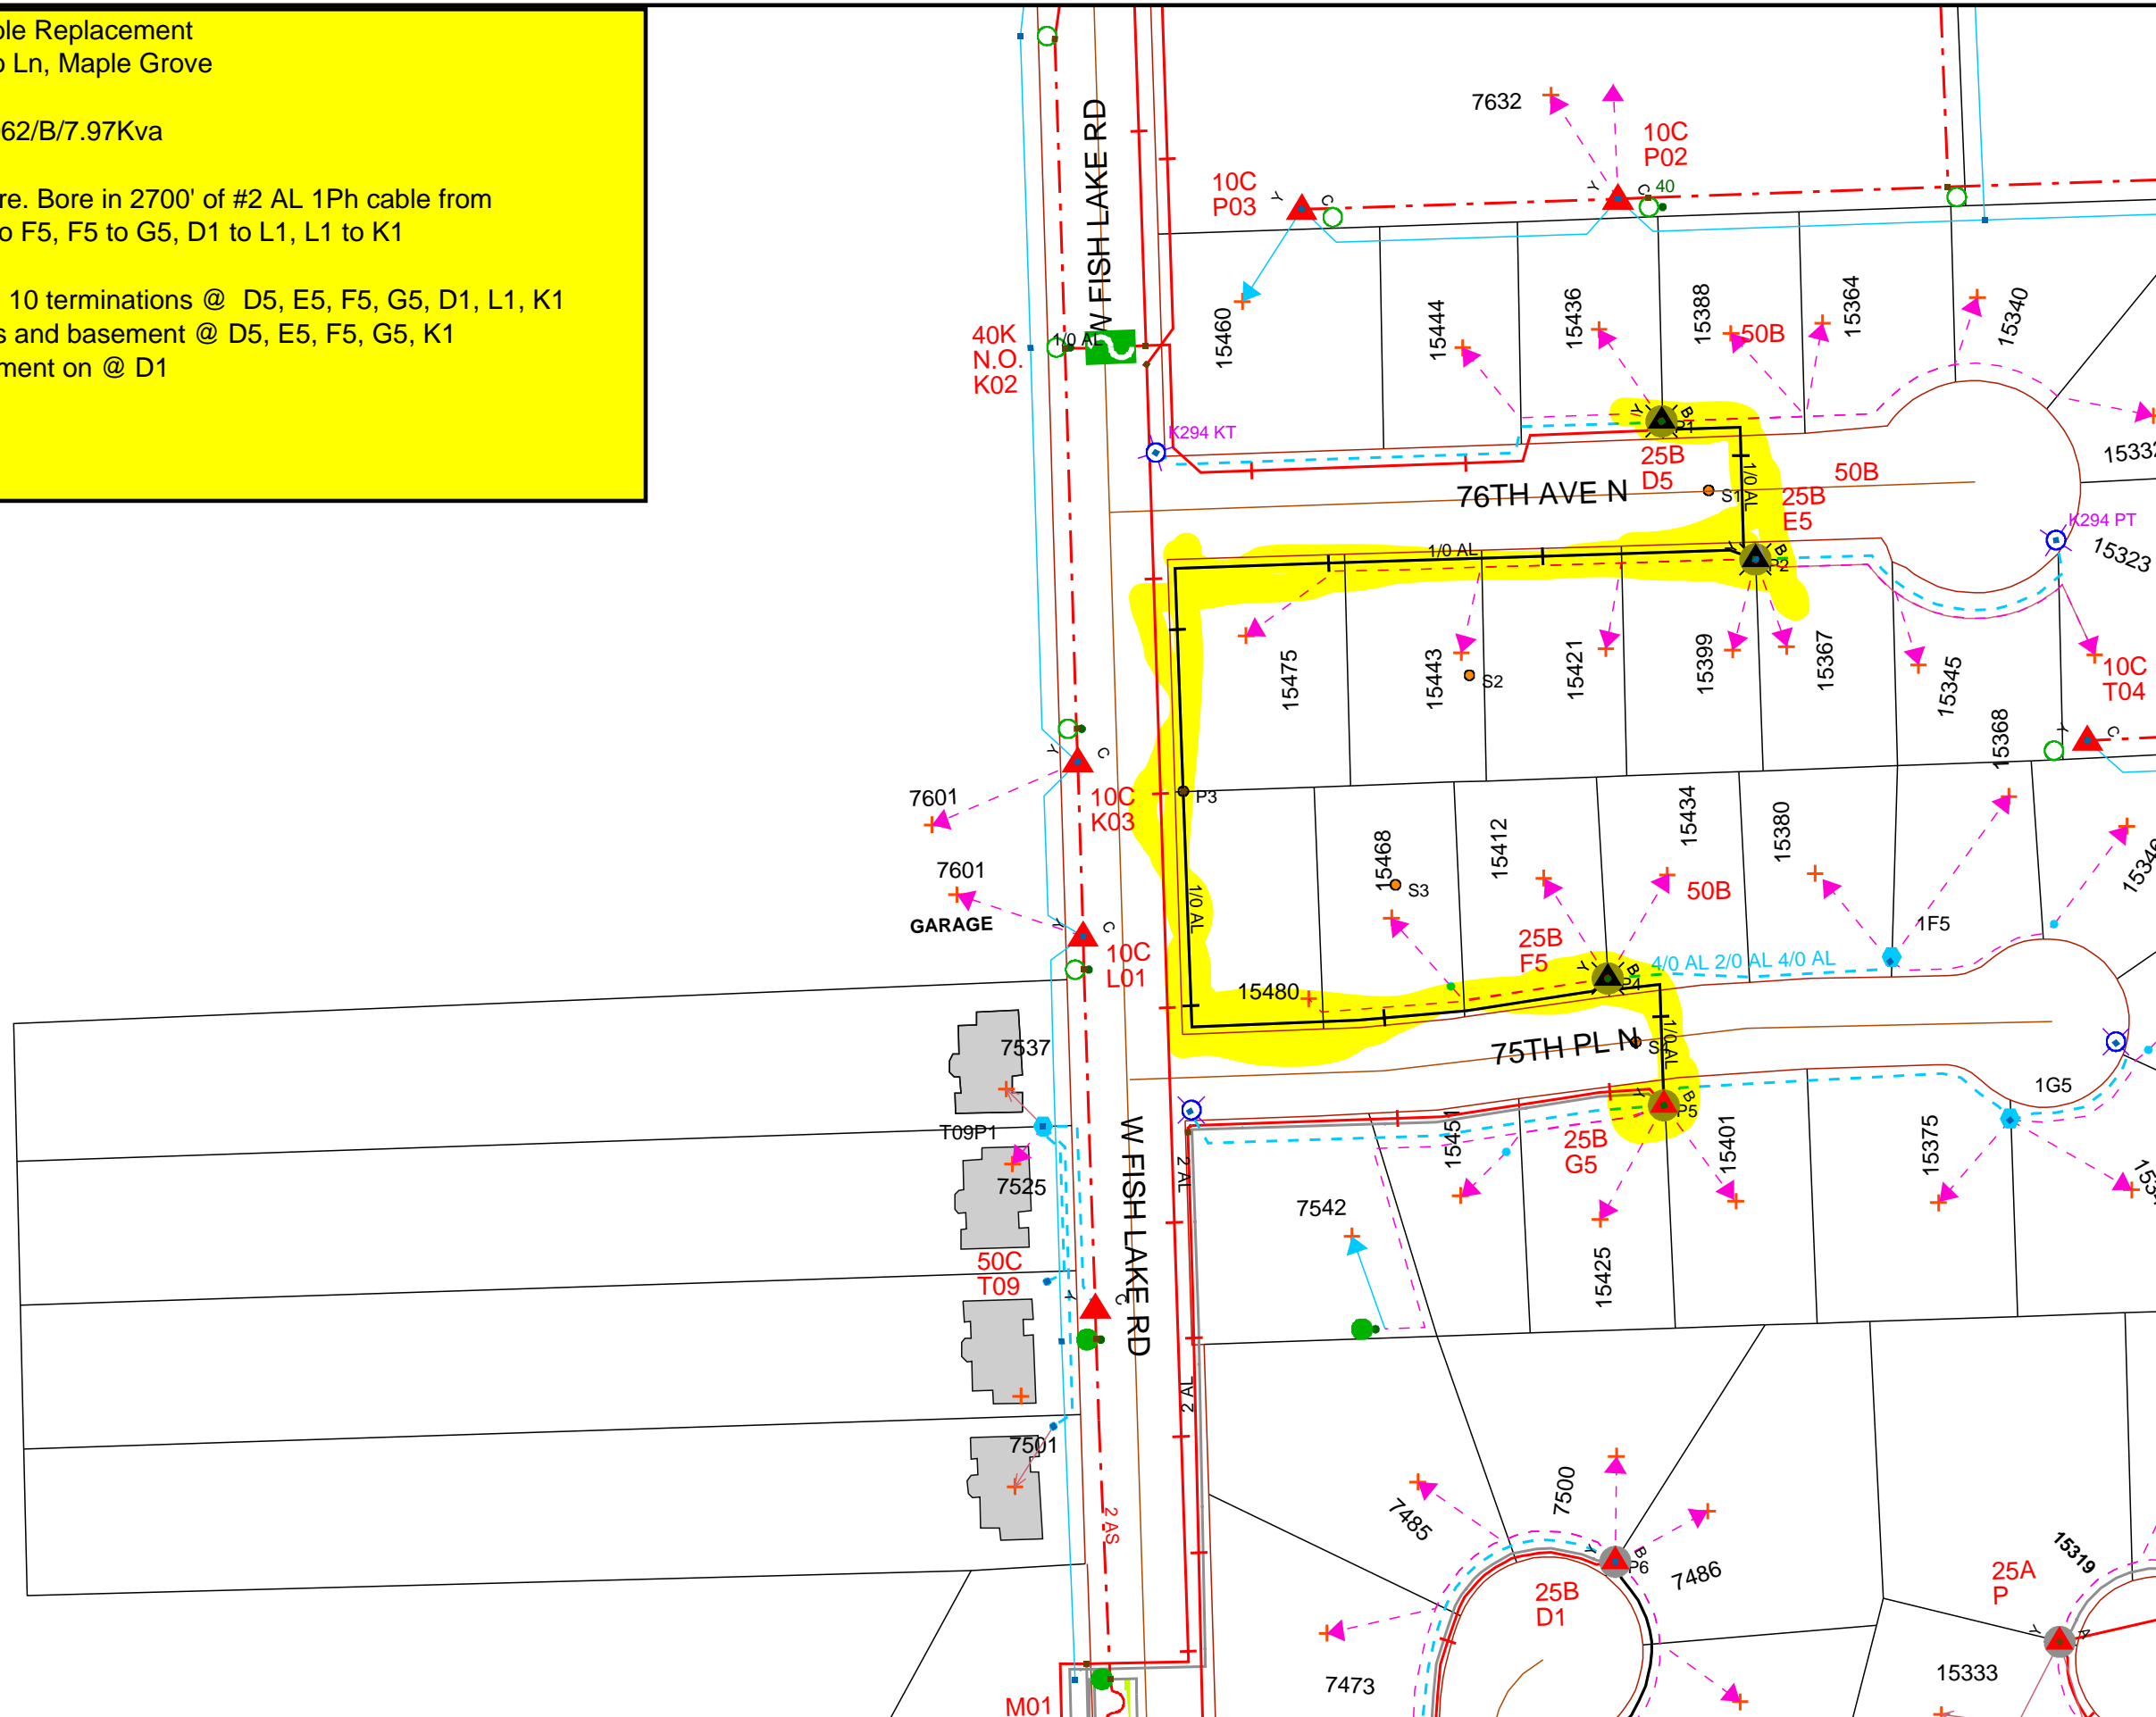 ple Replacement
o Ln, Maple Grove
62/B/7.97Kva
re. Bore in 2700' of #2 AL 1Ph cable from
o F5, F5 to G5, D1 to L1, L1 to K1
10 terminations @ D5, E5, F5, G5, D1, L1, K1
s and basement @ D5, E5, F5, G5, K1
ment on @ D1
W FISH LAKE RD
7632
10C
P02
40
Y
C
10C
P03
Y
C
15460
15444
15436
15388
50B
15364
15340
40K
N.O.
K02
1/0 AL
K294 KT
Y
B
P1
25B
D5
76TH AVE N
S1
1/0 AL
50B
25B
E5
15332
K294 PT
15323
1/0 AL
Y
B
P2
15475
15443
S2
15421
15399
15367
15345
10C
T04
Y
C
15368
Y
C
7601
10C
K03
P3
7601
GARAGE
Y
C
10C
L01
1/0 AL
15468
S3
15412
15434
50B
15380
1F5
15346
25B
F5
Y
B
P4
4/0 AL 2/0 AL 4/0 AL
15480
75TH PL N
1/0 AL
7537
T09P1
7525
50C
T09
Y
C
7501
W FISH LAKE RD
2 AL
15451
25B
G5
Y
B
P5
15401
15375
1G5
7542
15425
2 AL
2 AS
7485
7500
Y
B
P6
7486
25B
D1
7473
25A
P
15319
Y
A
15333
M01